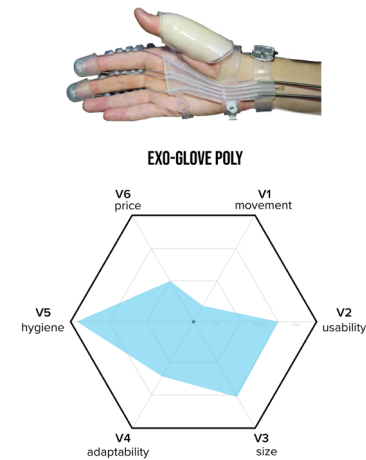 EXO-GLOVE POLY
V6
price
V1
movement
V5
hygiene
V2
usability
V4
adaptability
V3
size